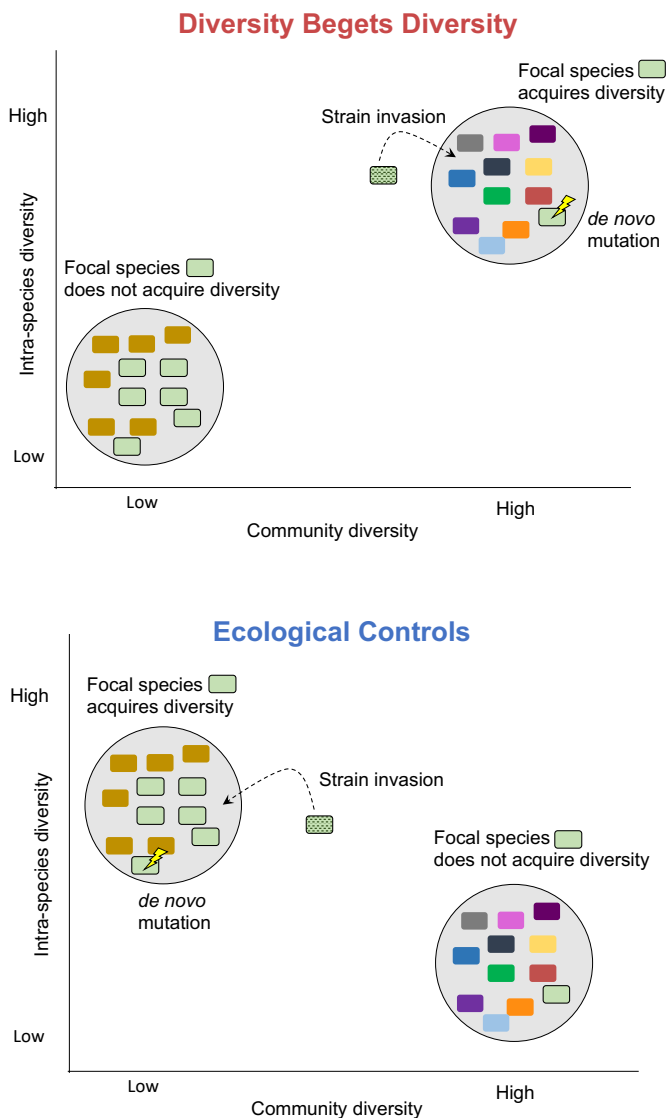 Diversity Begets Diversity
Focal species
acquires diversity
High
Strain invasion
de novo
mutation
Focal species
does not acquire diversity
Intra-species diversity
Low
Low
High
Community diversity
Ecological Controls
High
Focal species
acquires diversity
Strain invasion
Focal species
does not acquire diversity
Intra-species diversity
de novo
mutation
Low
Low
High
Community diversity